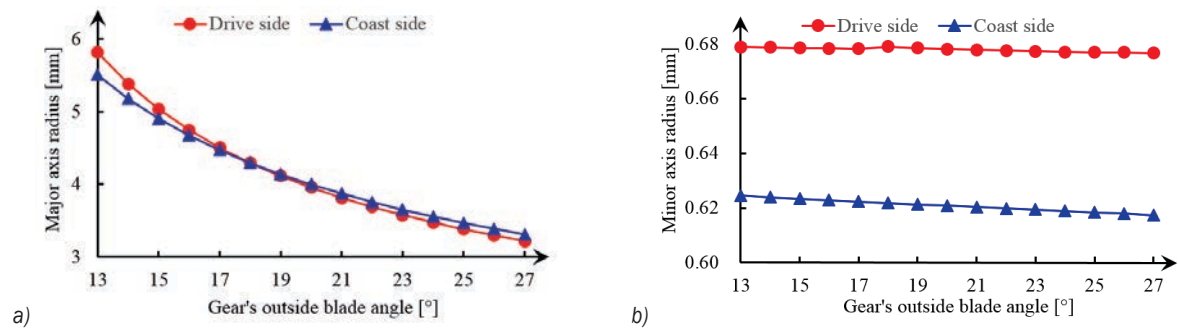 Drive side Coast side
6
5
4
3
Major axis radius [mm]
13 15 17 19 21 23 25 27
Gear's outside blade angle [°]
a)
Drive side Coast side
0.68
0.66
0.64
0.62
0.60
Minor axis radius [mm]
13 15 17 19 21 23 25 27
Gear's outside blade angle [°]
b)